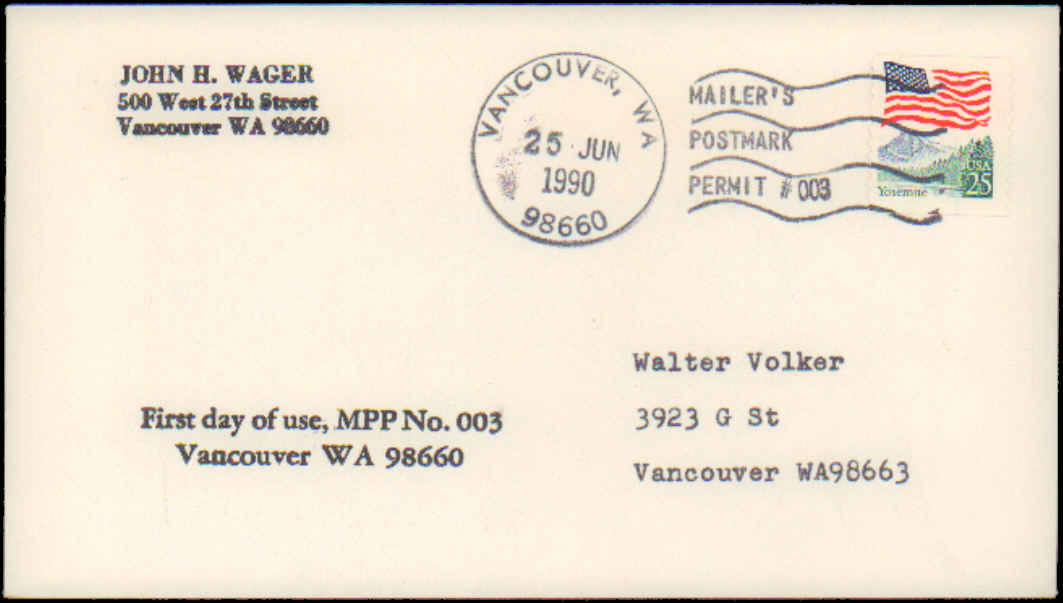 JOHN H. WAGER
500 West 27th Street
Vancouver WA 98660
VANCOUVER, WA
25 JUN
1990
98660
MAILER'S
POSTMARK
PERMIT #003
USA
25
Yosemite
Walter Volker
3923 G St
Vancouver WA98663
First day of use, MPP No. 003
Vancouver WA 98660